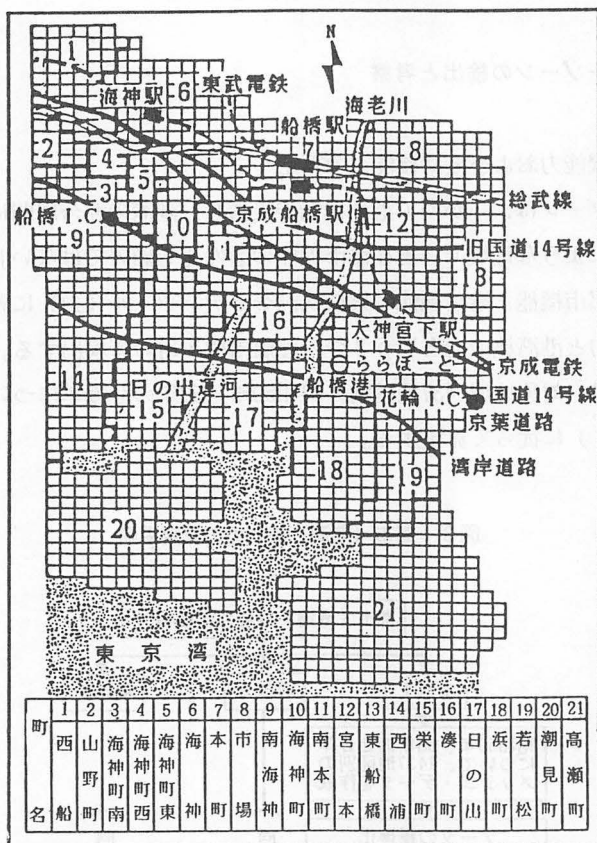 ゾーンの検出と考察
N
1
海神駅
6
東武電鉄
海老川
船橋駅
2
4
7
8
5
総武線
3
船橋I.C
京成船橋駅
12
9
10
旧国道14号線
11
13
16
大神宮下駅
ららぽーと
京成電鉄
14
日の出運河
船橋港
花輪I.C
国道14号線
15
17
京葉道路
18
19
湾岸道路
20
21
東京湾
町名
1 2 3 4 5 6 7 8 9 10 11 12 13 14 15 16 17 18 19 20 21
西船 山野町 海神町南 海神町西 海神町東 海神 本町 市場 南海神 海神町 南本町 宮本 東船橋 西浦 栄町 湊町 日の出 浜町 若松 潮見町 高瀬町